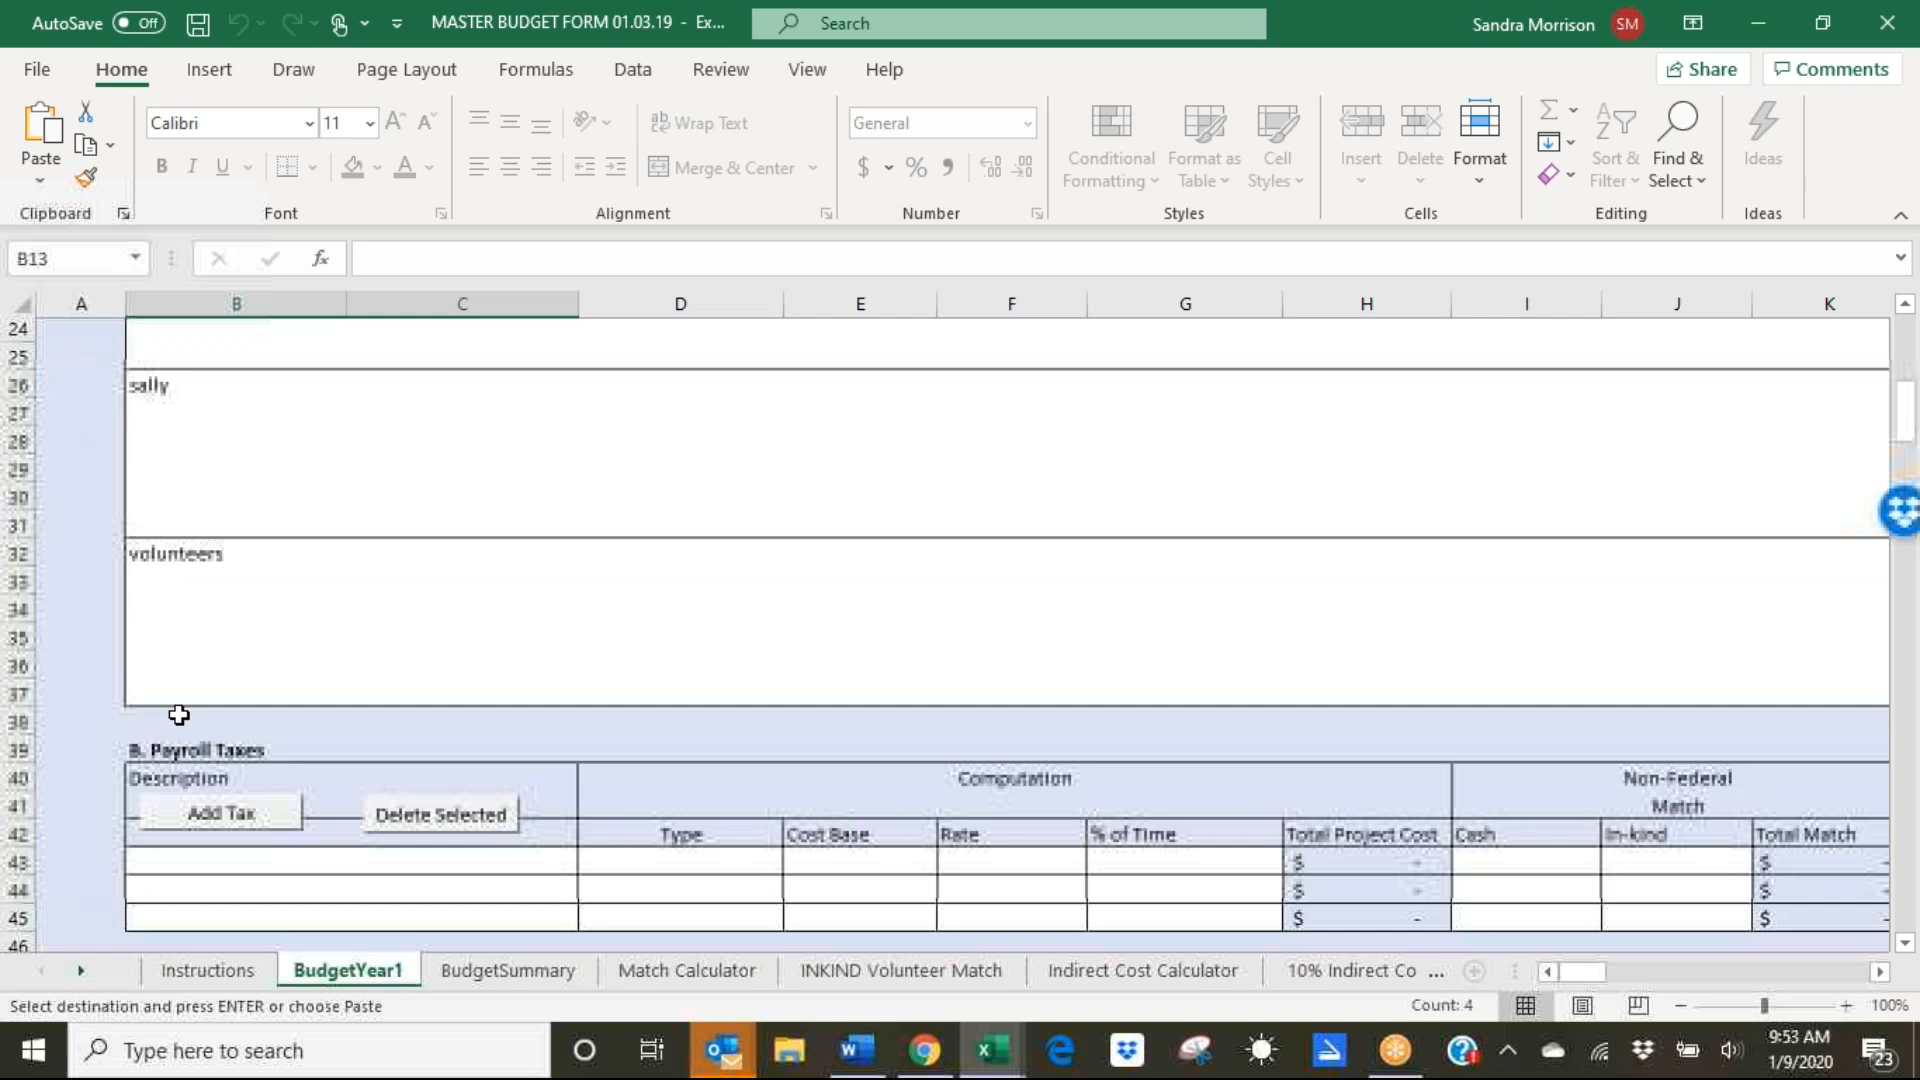 AutoSave Off MASTER BUDGET FORM 01.03.19 - Ex... Search Sandra Morrison SM
File Home Insert Draw Page Layout Formulas Data Review View Help Share Comments
Calibri 11 Wrap Text General
Paste B I U Merge & Center $ % Conditional Formatting Format as Table Cell Styles Insert Delete Format Sort & Filter Find & Select Ideas
Clipboard Font Alignment Number Styles Cells Editing Ideas
B13 fx
A B C D E F G H I J K
24
25
26 sally
27
28
29
30
31
32 volunteers
33
34
35
36
37
38
39 B. Payroll Taxes
40 Description Computation Non-Federal
41 Add Tax Delete Selected Match
42 Type Cost Base Rate % of Time Total Project Cost Cash In-kind Total Match
43 $ - $ -
44 $ - $ -
45 $ - $ -
46
Instructions BudgetYear1 BudgetSummary Match Calculator INKIND Volunteer Match Indirect Cost Calculator 10% Indirect Co ...
Select destination and press ENTER or choose Paste Count: 4 100%
Type here to search 9:53 AM
1/9/2020 23